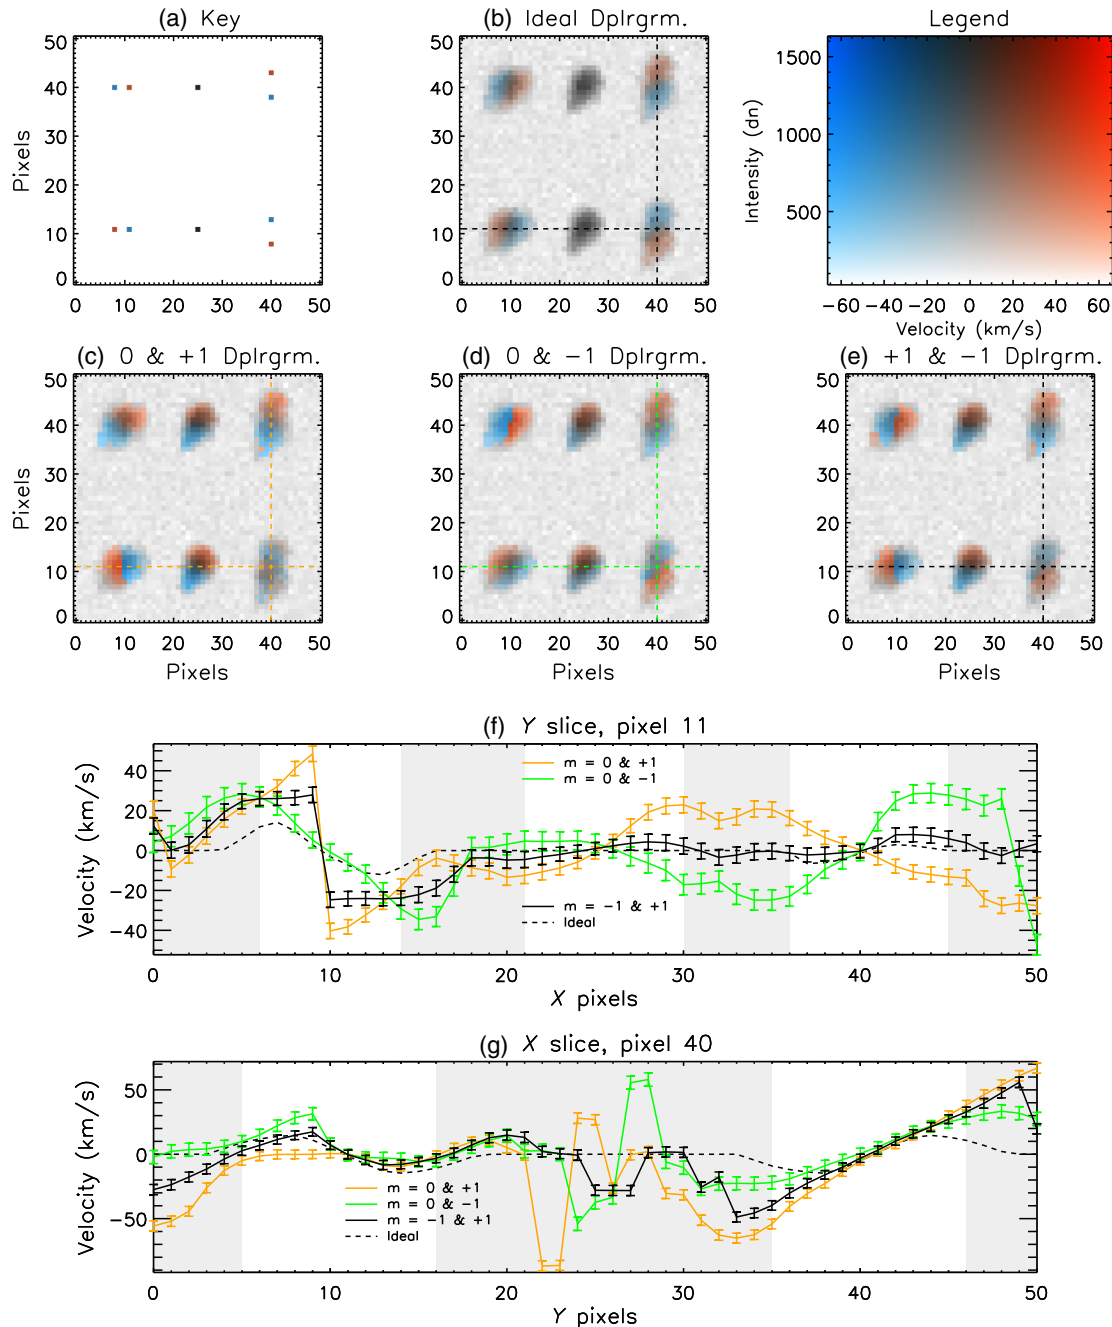 (a) Key
(b) Ideal Dplrgrm.
Legend
Pixels
50
40
30
20
10
0
0 10 20 30 40 50
50
40
30
20
10
0
0 10 20 30 40 50
Intensity (dn)
1500
1000
500
-60 -40 -20 0 20 40 60
Velocity (km/s)
(c) 0 & +1 Dplrgrm.
(d) 0 & -1 Dplrgrm.
(e) +1 & -1 Dplrgrm.
Pixels
50
40
30
20
10
0
0 10 20 30 40 50
Pixels
50
40
30
20
10
0
0 10 20 30 40 50
Pixels
50
40
30
20
10
0
0 10 20 30 40 50
Pixels
(f) Y slice, pixel 11
Velocity (km/s)
40
20
0
-20
-40
m = 0 & +1
m = 0 & -1
m = -1 & +1
Ideal
0 10 20 30 40 50
X pixels
(g) X slice, pixel 40
Velocity (km/s)
50
0
-50
m = 0 & +1
m = 0 & -1
m = -1 & +1
Ideal
0 10 20 30 40 50
Y pixels